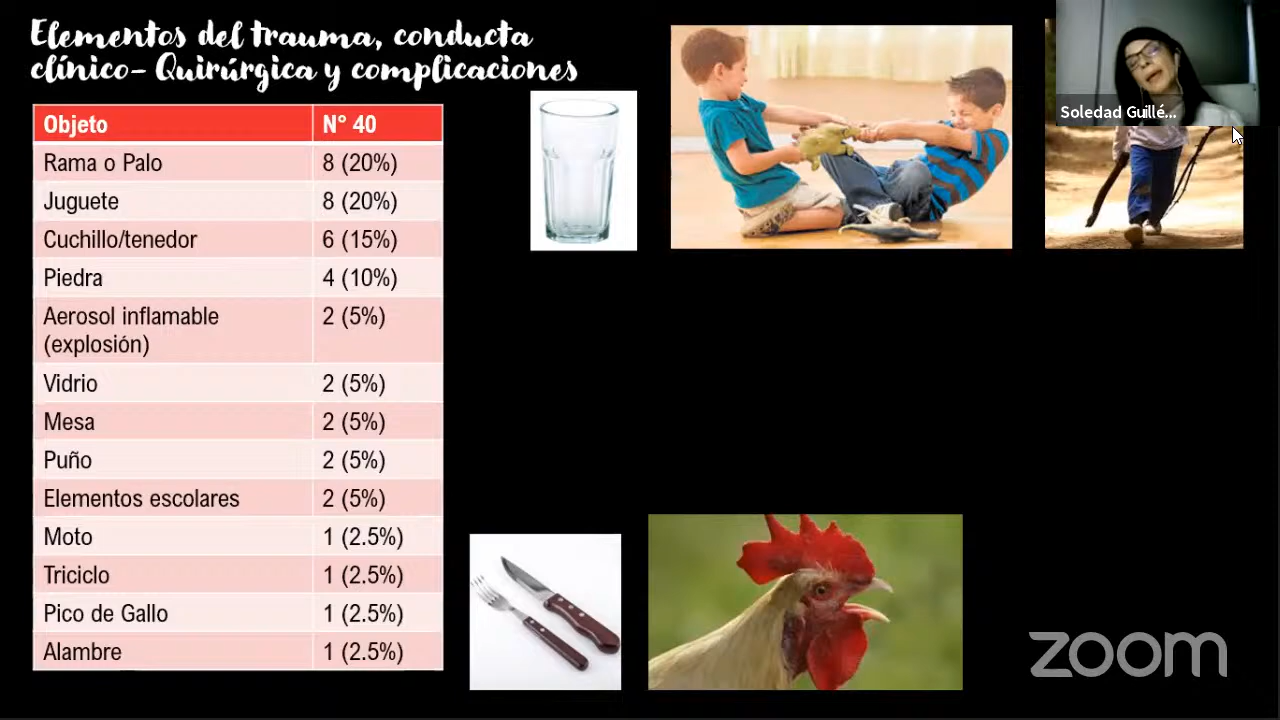 Elementos del trauma, conducta
clínico- Quirúrgica y complicaciones
Objeto N° 40
Rama o Palo 8 (20%)
Juguete 8 (20%)
Cuchillo/tenedor 6 (15%)
Piedra 4 (10%)
Aerosol inflamable 2 (5%)
(explosión)
Vidrio 2 (5%)
Mesa 2 (5%)
Puño 2 (5%)
Elementos escolares 2 (5%)
Moto 1 (2.5%)
Triciclo 1 (2.5%)
Pico de Gallo 1 (2.5%)
Alambre 1 (2.5%)
Soledad Guillé...
zoom